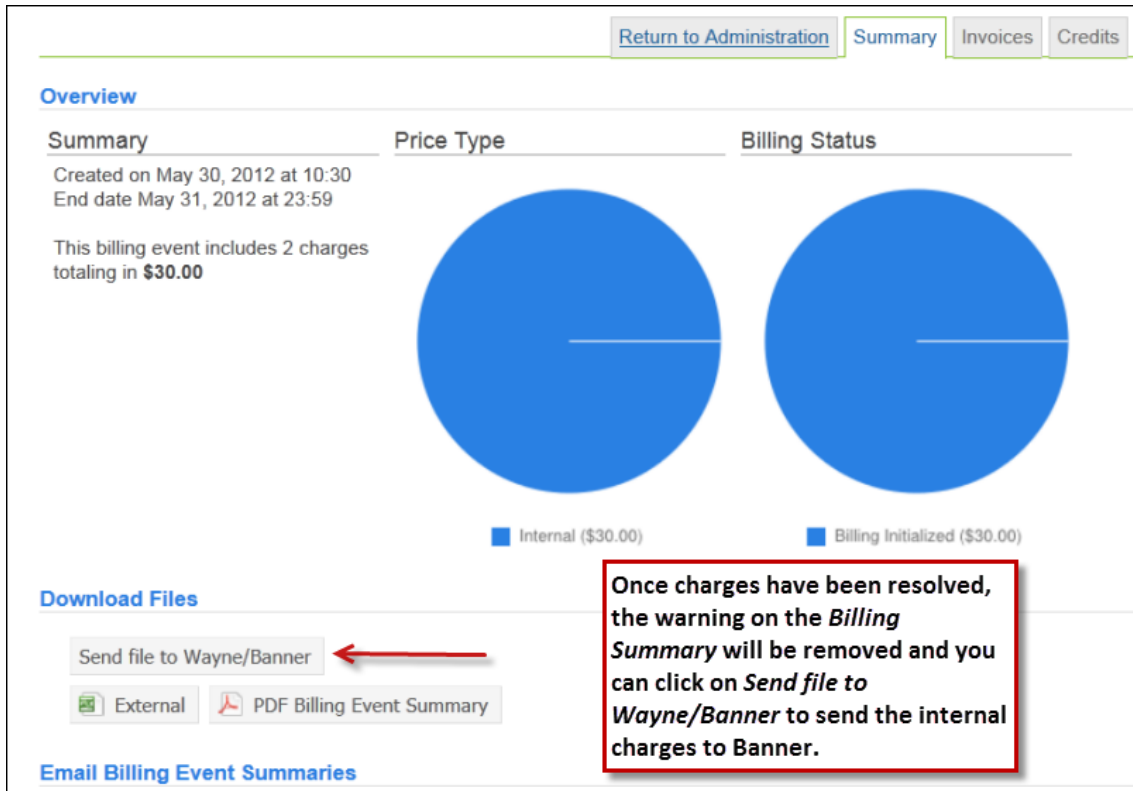 Return to Administration
Summary
Invoices
Credits
Overview
Summary
Price Type
Billing Status
Created on May 30, 2012 at 10:30
End date May 31, 2012 at 23:59
This billing event includes 2 charges
totaling in $30.00
Internal ($30.00)
Billing Initialized ($30.00)
Download Files
Send file to Wayne/Banner
External
PDF Billing Event Summary
Once charges have been resolved,
the warning on the Billing
Summary will be removed and you
can click on Send file to
Wayne/Banner to send the internal
charges to Banner.
Email Billing Event Summaries